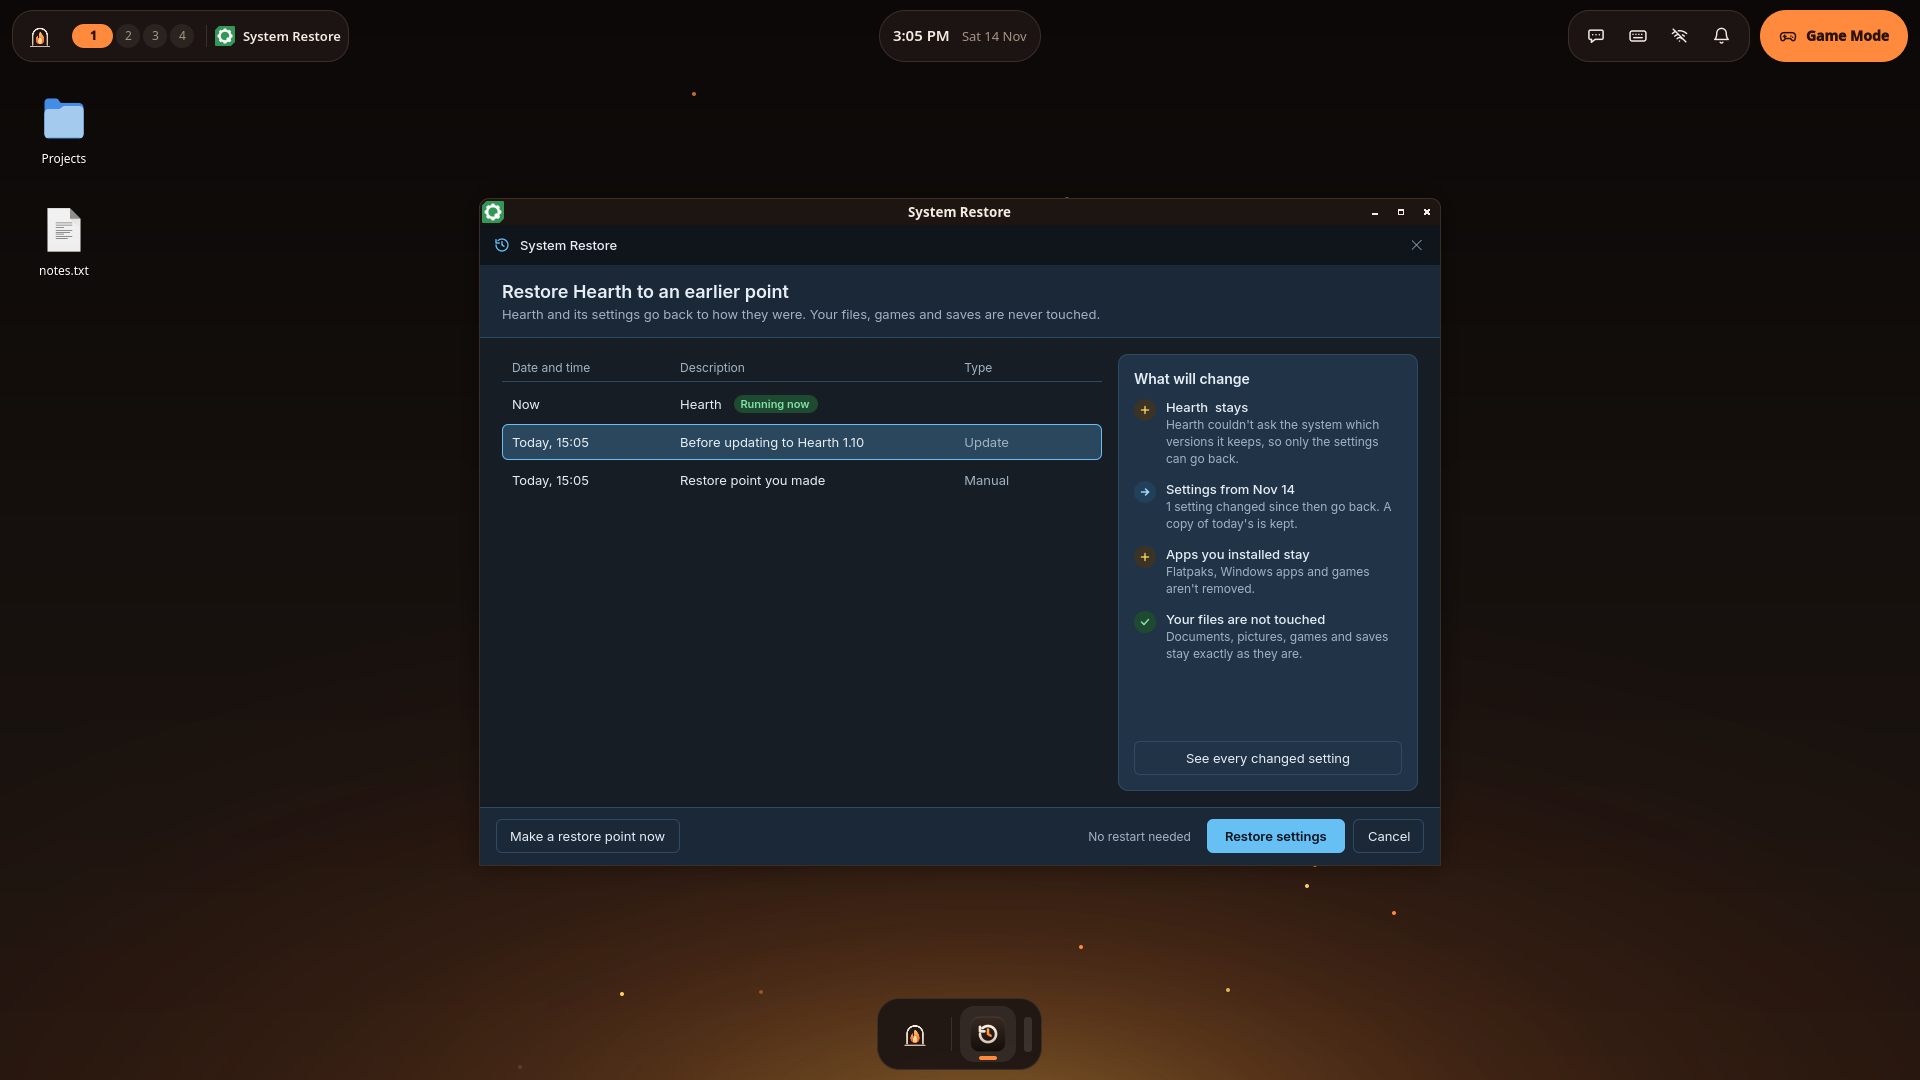 1 2 3 4 System Restore
3:05 PM Sat 14 Nov
Game Mode
Projects
notes.txt
System Restore
System Restore
Restore Hearth to an earlier point
Hearth and its settings go back to how they were. Your files, games and saves are never touched.
Date and time Description Type
Now Hearth Running now
Today, 15:05 Before updating to Hearth 1.10 Update
Today, 15:05 Restore point you made Manual
What will change
Hearth stays
Hearth couldn't ask the system which
versions it keeps, so only the settings
can go back.
Settings from Nov 14
1 setting changed since then go back. A
copy of today's is kept.
Apps you installed stay
Flatpaks, Windows apps and games
aren't removed.
Your files are not touched
Documents, pictures, games and saves
stay exactly as they are.
See every changed setting
Make a restore point now
No restart needed
Restore settings
Cancel